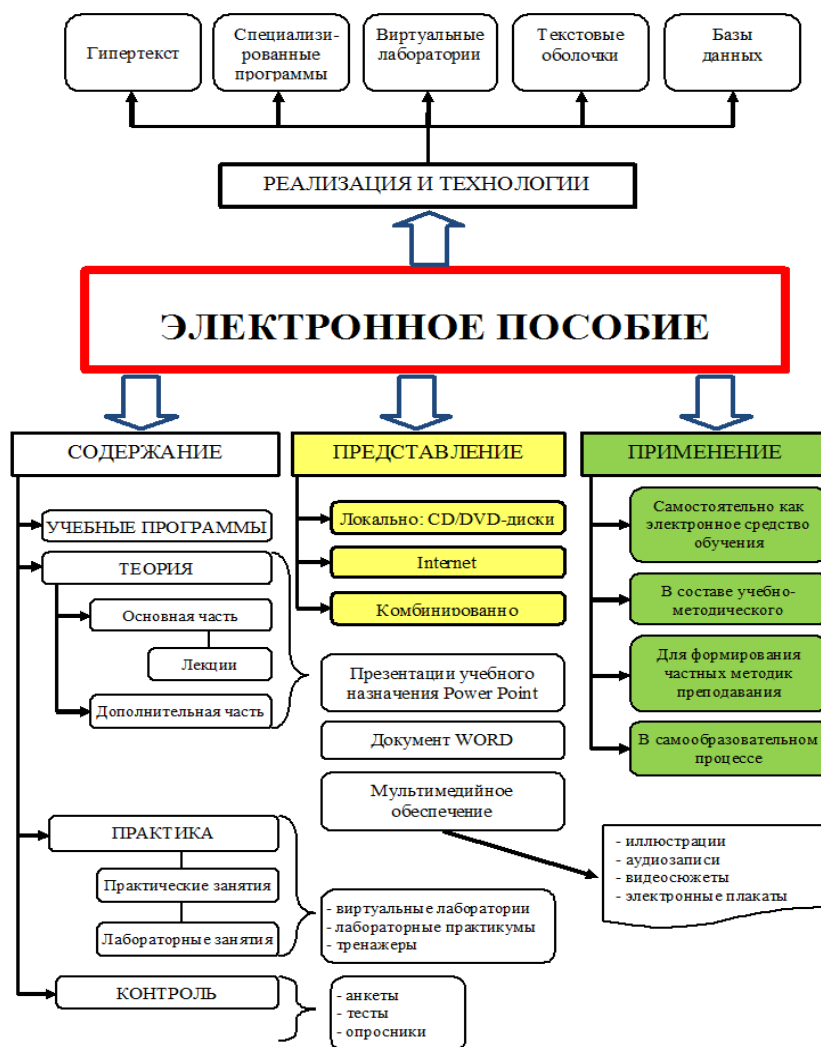 Гипертекст
Специализи-
рованные
программы
Виртуальные
лаборатории
Текстовые
оболочки
Базы
данных
РЕАЛИЗАЦИЯ И ТЕХНОЛОГИИ
ЭЛЕКТРОННОЕ ПОСОБИЕ
СОДЕРЖАНИЕ
УЧЕБНЫЕ ПРОГРАММЫ
ТЕОРИЯ
Основная часть
Лекции
Дополнительная часть
ПРАКТИКА
Практические занятия
Лабораторные занятия
КОНТРОЛЬ
ПРЕДСТАВЛЕНИЕ
Локально: CD/DVD-диски
Internet
Комбинированно
Презентации учебного
назначения Power Point
Документ WORD
Мультимедийное
обеспечение
- виртуальные лаборатории
- лабораторные практикумы
- тренажеры
- анкеты
- тесты
- опросники
ПРИМЕНЕНИЕ
Самостоятельно как
электронное средство
обучения
В составе учебно-
методического
Для формирования
частных методик
преподавания
В самообразовательном
процессе
- иллюстрации
- аудиозаписи
- видеосюжеты
- электронные плакаты